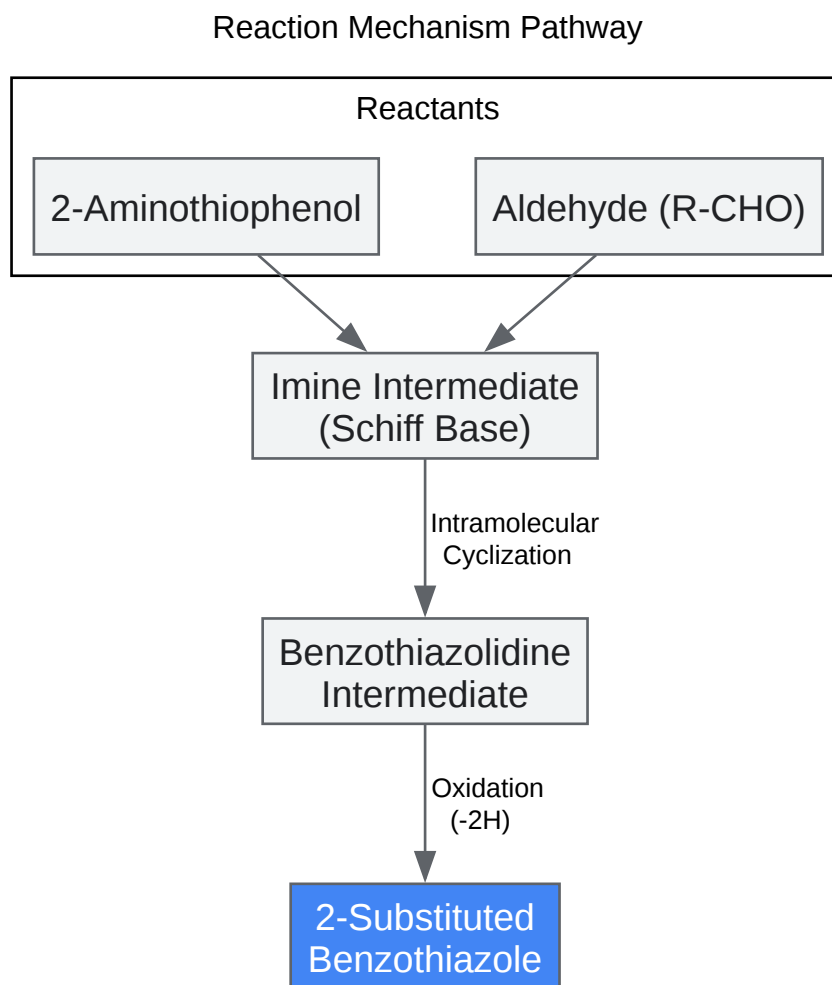 Reaction Mechanism Pathway
Reactants
2-Aminothiophenol
Aldehyde (R-CHO)
Imine Intermediate
(Schiff Base)
Intramolecular
Cyclization
Benzothiazolidine
Intermediate
Oxidation
(-2H)
2-Substituted
Benzothiazole